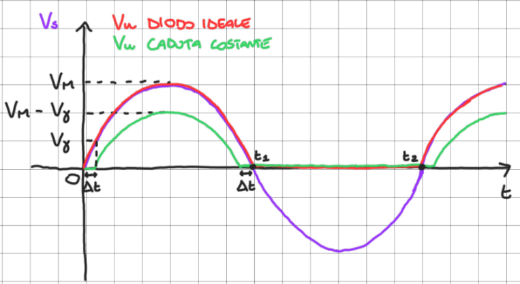 Vs
Vu DIODO IDEALE
Vu CADUTA COSTANTE
VM
VM - Vγ
Vγ
O
Δt
Δt
t1
t2
t